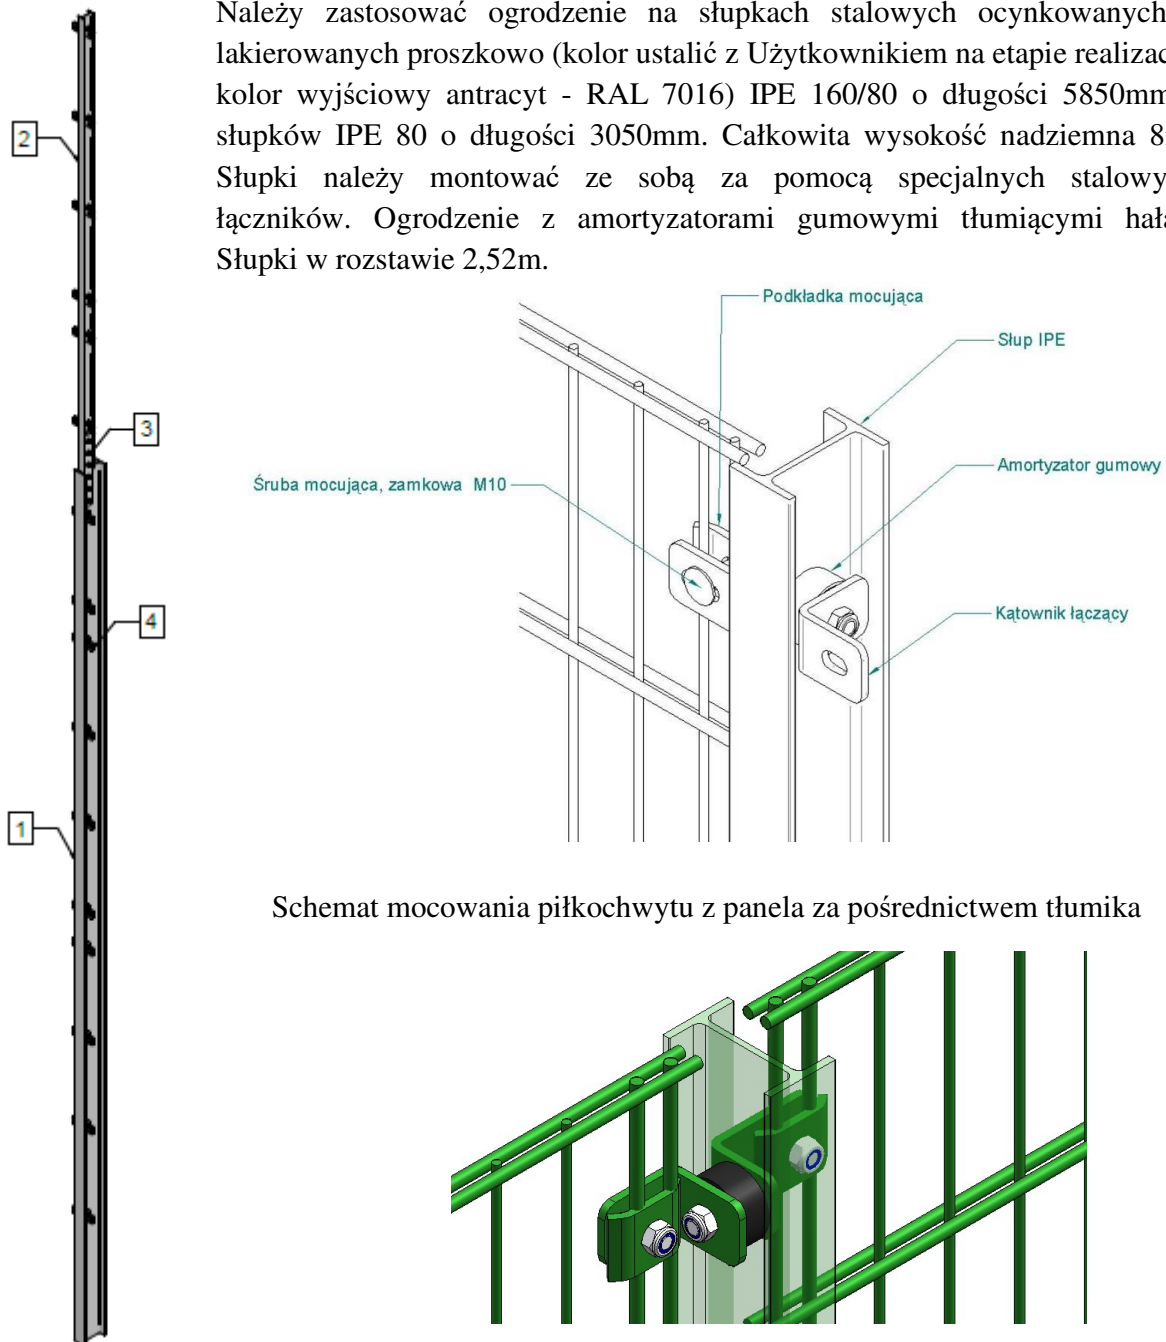 Należy zastosować ogrodzenie na słupkach stalowych ocynkowanych
lakierowanych proszkowo (kolor ustalić z Użytkownikiem na etapie realizac
kolor wyjściowy antracyt - RAL 7016) IPE 160/80 o długości 5850mm
słupków IPE 80 o długości 3050mm. Całkowita wysokość nadziemna 8
Słupki należy montować ze sobą za pomocą specjalnych stalowy
łączników. Ogrodzenie z amortyzatorami gumowymi tłumiącymi hała
Słupki w rozstawie 2,52m.
2
3
4
1
Podkładka mocująca
Słup IPE
Amortyzator gumowy
Śruba mocująca, zamkowa M10
Kątownik łączący
Schemat mocowania piłkochwytu z panela za pośrednictwem tłumika